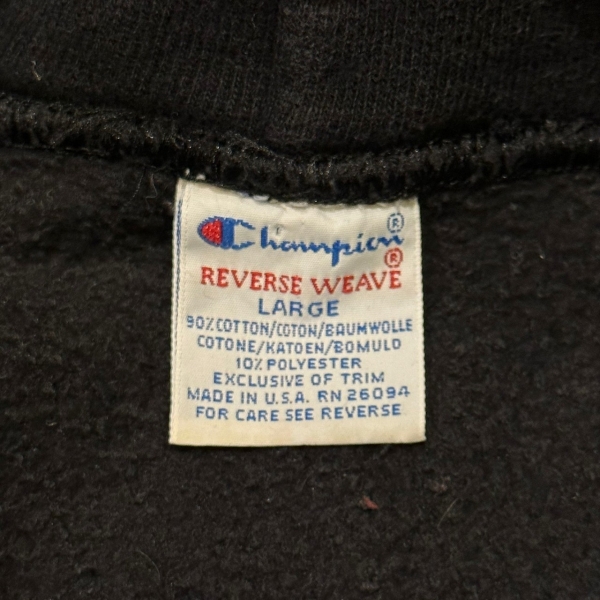 Champion®
REVERSE WEAVE®
LARGE
90% COTTON/COTON/BAUMWOLLE
COTONE/KATOEN/BOMULD
10% POLYESTER
EXCLUSIVE OF TRIM
MADE IN U.S.A. RN 26094
FOR CARE SEE REVERSE